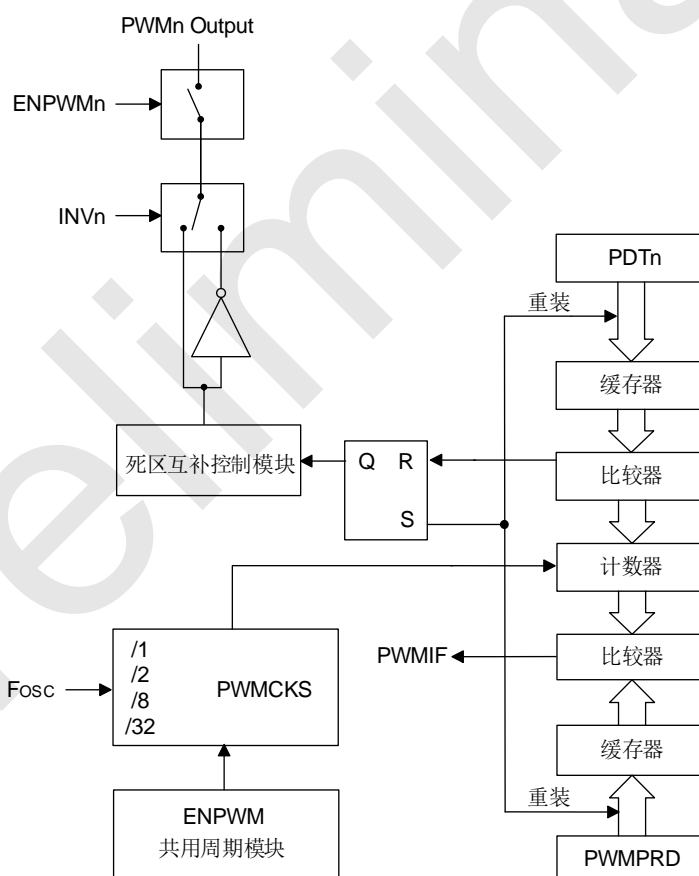 PWMn Output
ENPWMn
INVn
PDTn
重装
缓存器
死区互补控制模块
Q R
S
比较器
计数器
/1
/2
/8
/32
PWMCKS
Fosc
PWMIF
比较器
缓存器
重装
ENPWM
共用周期模块
PWMPRD